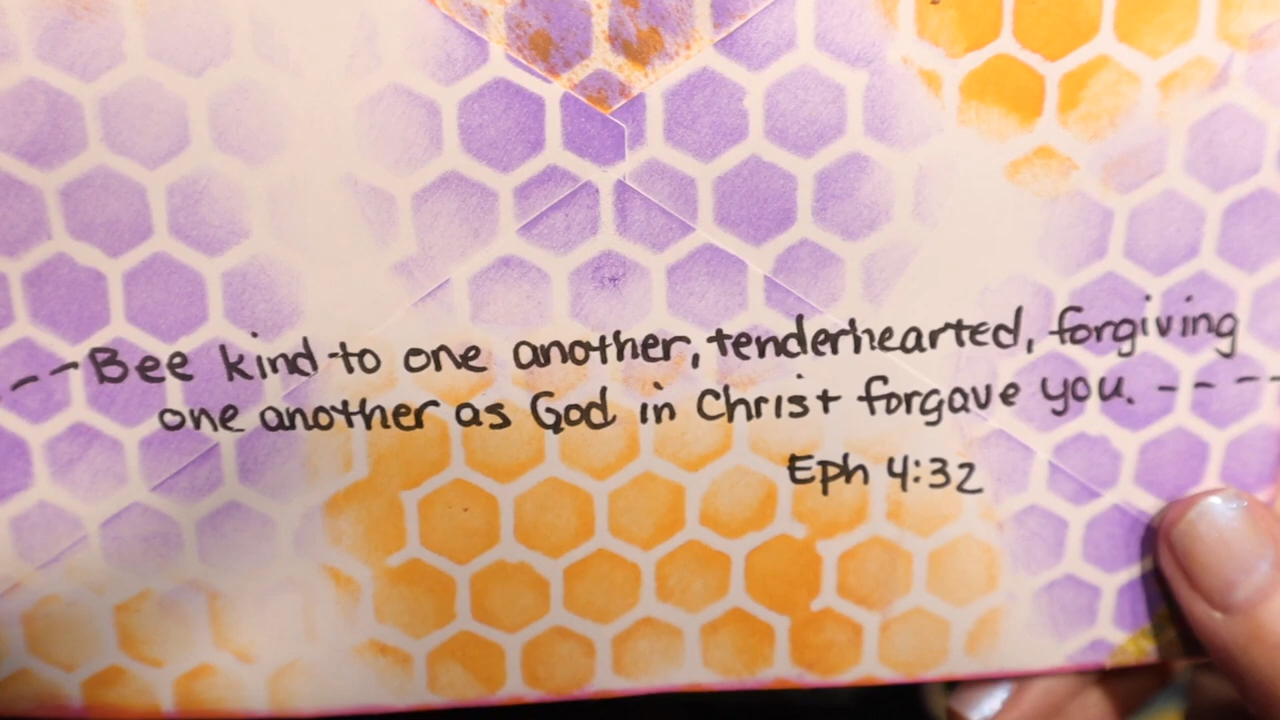 -- Bee kind to one another, tenderhearted, forgiving
one another as God in Christ forgave you. ----
Eph 4:32